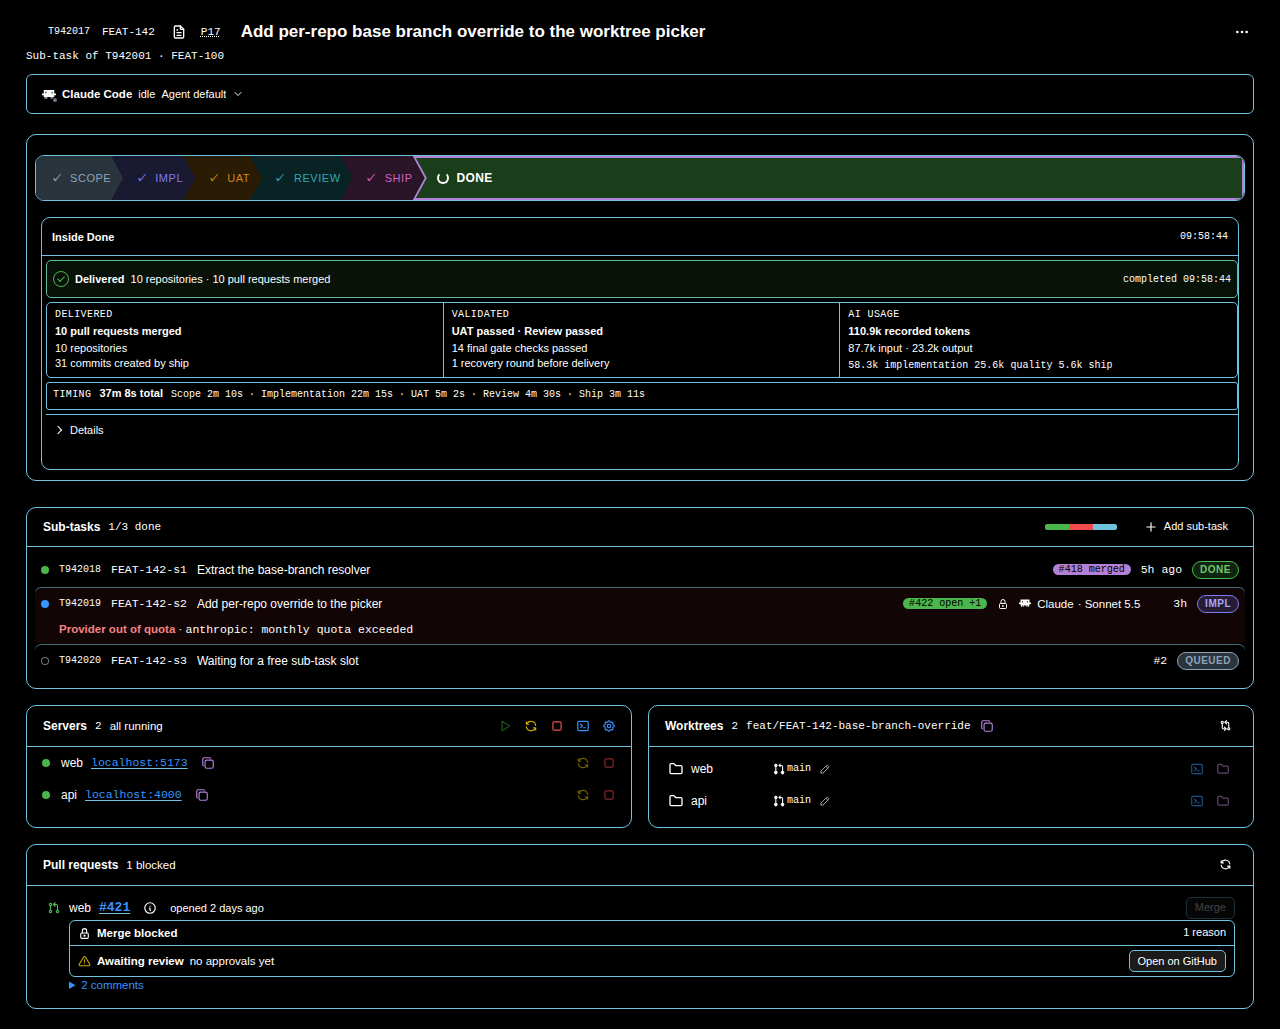 T942017 FEAT-142 P17 Add per-repo base branch override to the worktree picker
Sub-task of T942001 · FEAT-100
Claude Code idle Agent default
SCOPE IMPL UAT REVIEW SHIP DONE
Inside Done 09:58:44
Delivered 10 repositories · 10 pull requests merged completed 09:58:44
DELIVERED VALIDATED AI USAGE
10 pull requests merged UAT passed · Review passed 110.9k recorded tokens
10 repositories 14 final gate checks passed 87.7k input · 23.2k output
31 commits created by ship 1 recovery round before delivery 58.3k implementation 25.6k quality 5.6k ship
TIMING 37m 8s total Scope 2m 10s · Implementation 22m 15s · UAT 5m 2s · Review 4m 30s · Ship 3m 11s
Details
Sub-tasks 1/3 done Add sub-task
T942018 FEAT-142-s1 Extract the base-branch resolver #418 merged 5h ago DONE
T942019 FEAT-142-s2 Add per-repo override to the picker #422 open +1 Claude · Sonnet 5.5 3h IMPL
Provider out of quota · anthropic: monthly quota exceeded
T942020 FEAT-142-s3 Waiting for a free sub-task slot #2 QUEUED
Servers 2 all running
web localhost:5173
api localhost:4000
Worktrees 2 feat/FEAT-142-base-branch-override
web main
api main
Pull requests 1 blocked
web #421 opened 2 days ago Merge
Merge blocked 1 reason
Awaiting review no approvals yet Open on GitHub
2 comments